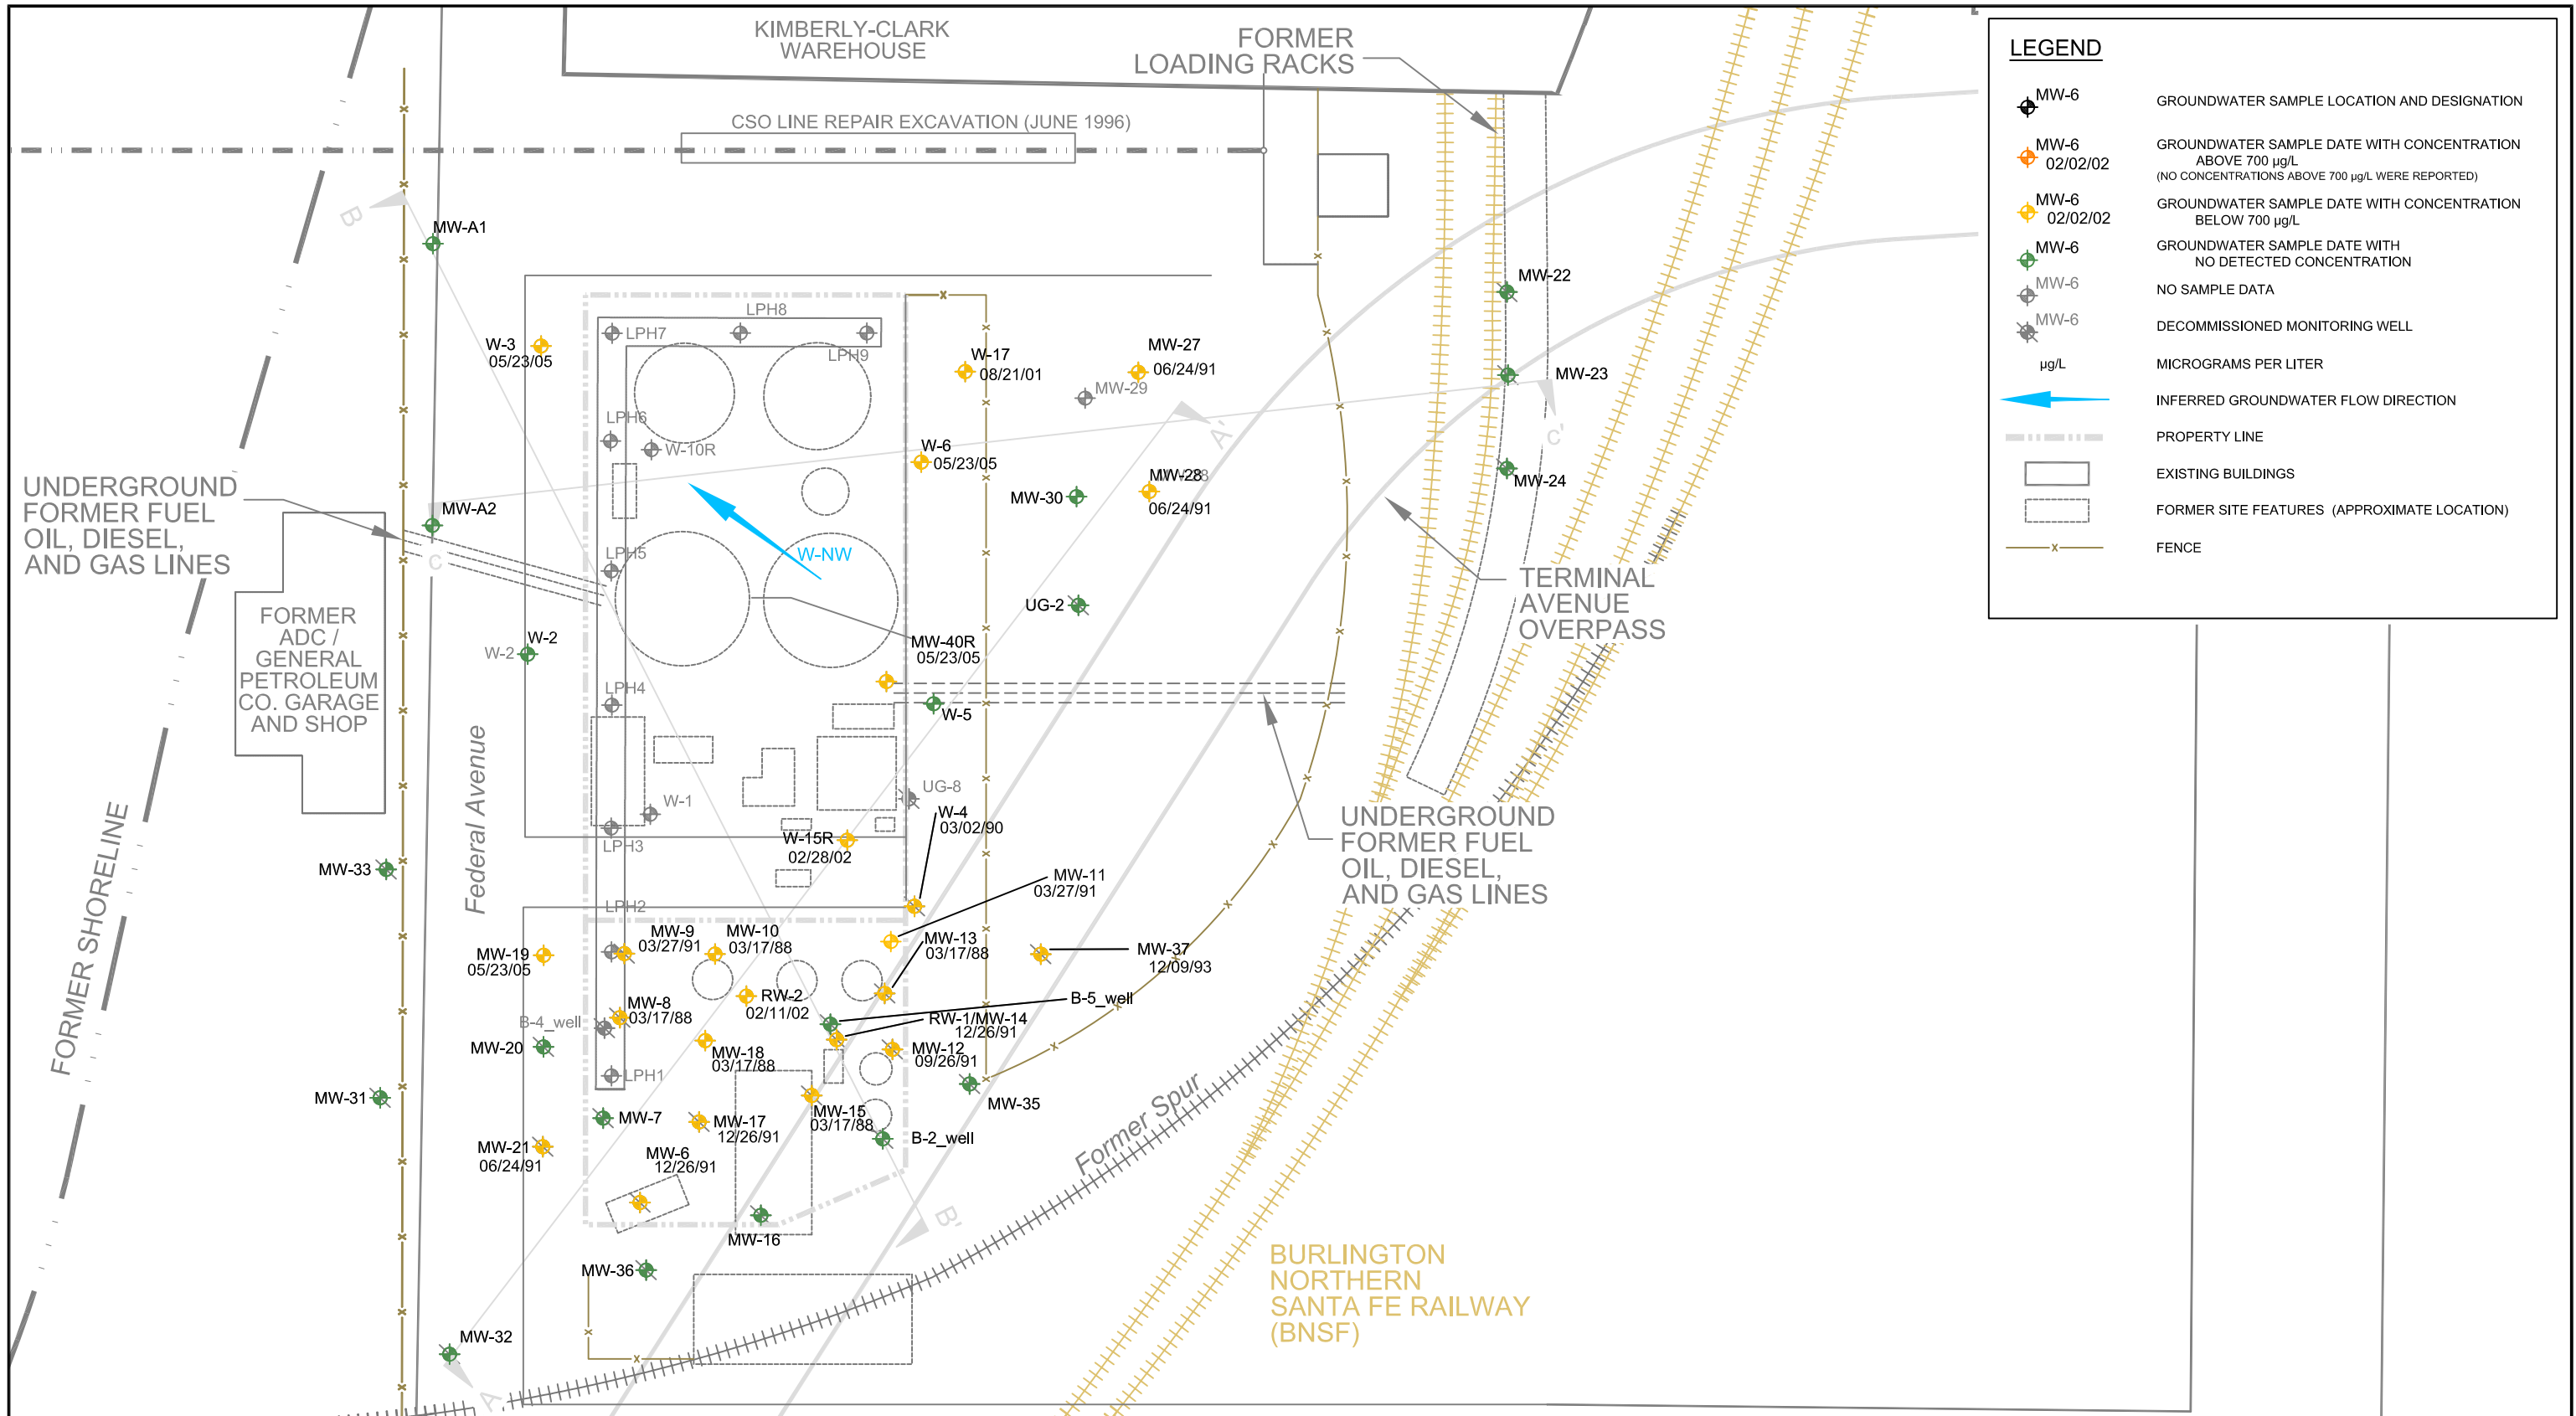 KIMBERLY-CLARK
WAREHOUSE
FORMER
LOADING RACKS
CSO LINE REPAIR EXCAVATION (JUNE 1996)
B
MW-A1
MW-22
LPH8
LPH7
LPH9
W-3
05/23/05
W-17
08/21/01
MW-27
06/24/91
MW-29
MW-23
LPH6
W-10R
A'
C'
W-6
05/23/05
MW-28
06/24/91
MW-30
MW-24
UNDERGROUND
FORMER FUEL
OIL, DIESEL,
AND GAS LINES
MW-A2
C
LPH5
W-NW
TERMINAL
AVENUE
OVERPASS
UG-2
FORMER
ADC /
GENERAL
PETROLEUM
CO. GARAGE
AND SHOP
W-2
W-2
MW-40R
05/23/05
LPH4
W-5
Federal Avenue
UG-8
W-1
W-4
03/02/90
LPH3
W-15R
02/28/02
UNDERGROUND
FORMER FUEL
OIL, DIESEL,
AND GAS LINES
FORMER SHORELINE
MW-33
MW-11
03/27/91
LPH2
MW-9
03/27/91
MW-10
03/17/88
MW-13
03/17/88
MW-37
12/09/93
MW-19
05/23/05
RW-2
02/11/02
B-5_well
MW-8
03/17/88
B-4_well
RW-1/MW-14
12/26/91
MW-20
MW-18
03/17/88
MW-12
09/26/91
LPH1
MW-31
MW-35
MW-7
MW-17
12/26/91
MW-15
03/17/88
B-2_well
Former Spur
MW-21
06/24/91
MW-6
12/26/91
B'
MW-16
MW-36
BURLINGTON
NORTHERN
SANTA FE RAILWAY
(BNSF)
MW-32
A
LEGEND
MW-6
GROUNDWATER SAMPLE LOCATION AND DESIGNATION
MW-6
02/02/02
GROUNDWATER SAMPLE DATE WITH CONCENTRATION
ABOVE 700 µg/L
(NO CONCENTRATIONS ABOVE 700 µg/L WERE REPORTED)
MW-6
02/02/02
GROUNDWATER SAMPLE DATE WITH CONCENTRATION
BELOW 700 µg/L
MW-6
GROUNDWATER SAMPLE DATE WITH
NO DETECTED CONCENTRATION
MW-6
NO SAMPLE DATA
MW-6
DECOMMISSIONED MONITORING WELL
µg/L
MICROGRAMS PER LITER
INFERRED GROUNDWATER FLOW DIRECTION
PROPERTY LINE
EXISTING BUILDINGS
FORMER SITE FEATURES (APPROXIMATE LOCATION)
FENCE